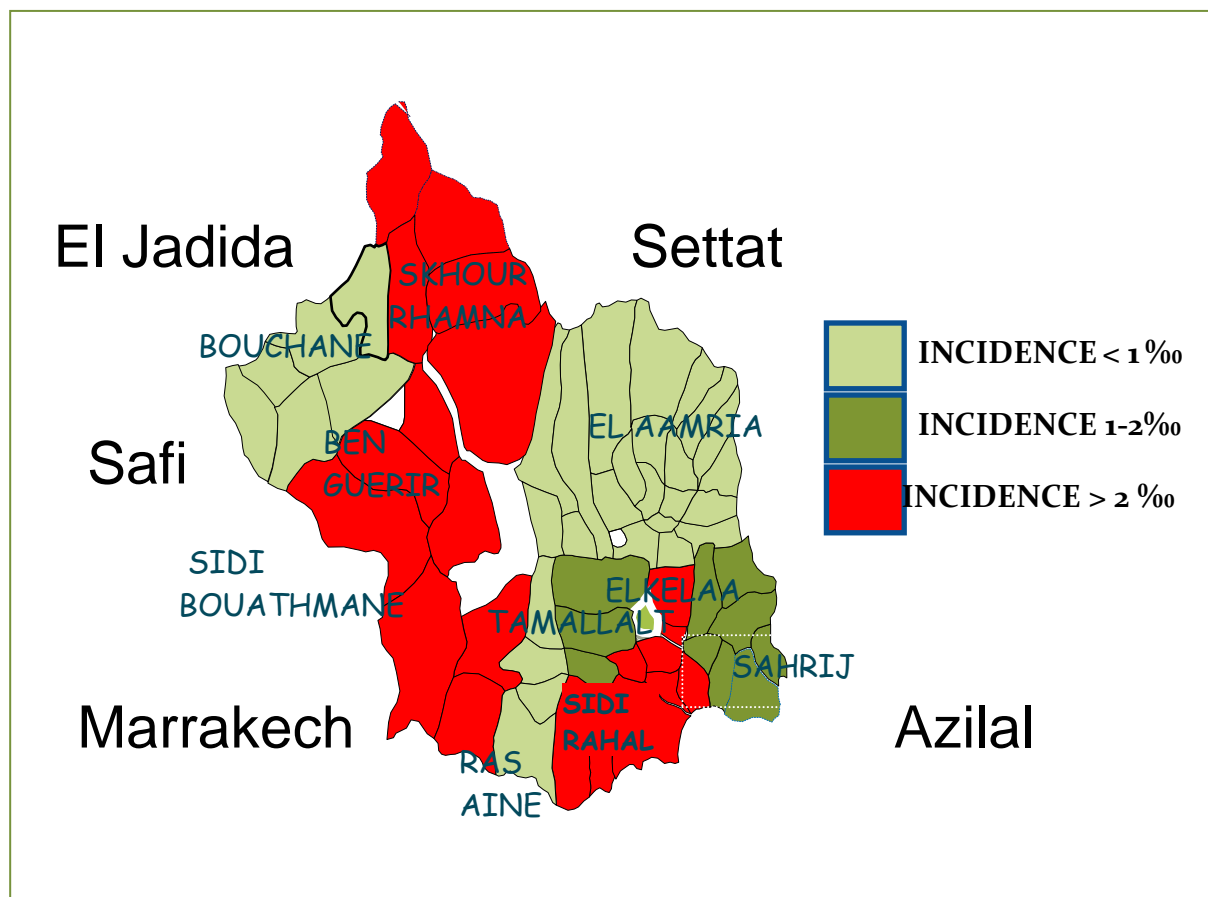 El Jadida
Settat
SKHOUR
RHAMNA
BOUCHANE
INCIDENCE < 1 ‰
INCIDENCE 1-2‰
INCIDENCE > 2 ‰
EL AAMRIA
Safi
BEN
GUERIR
SIDI
BOUATHMANE
ELKELAA
TAMALLALT
SAHRIJ
Marrakech
SIDI
RAHAL
Azilal
RAS
AINE